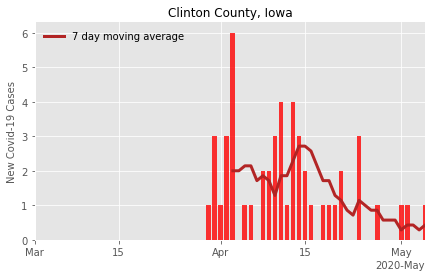 Clinton County, Iowa
7 day moving average
New Covid-19 Cases
6
5
4
3
2
1
0
Mar 15 Apr 15 May
2020-May